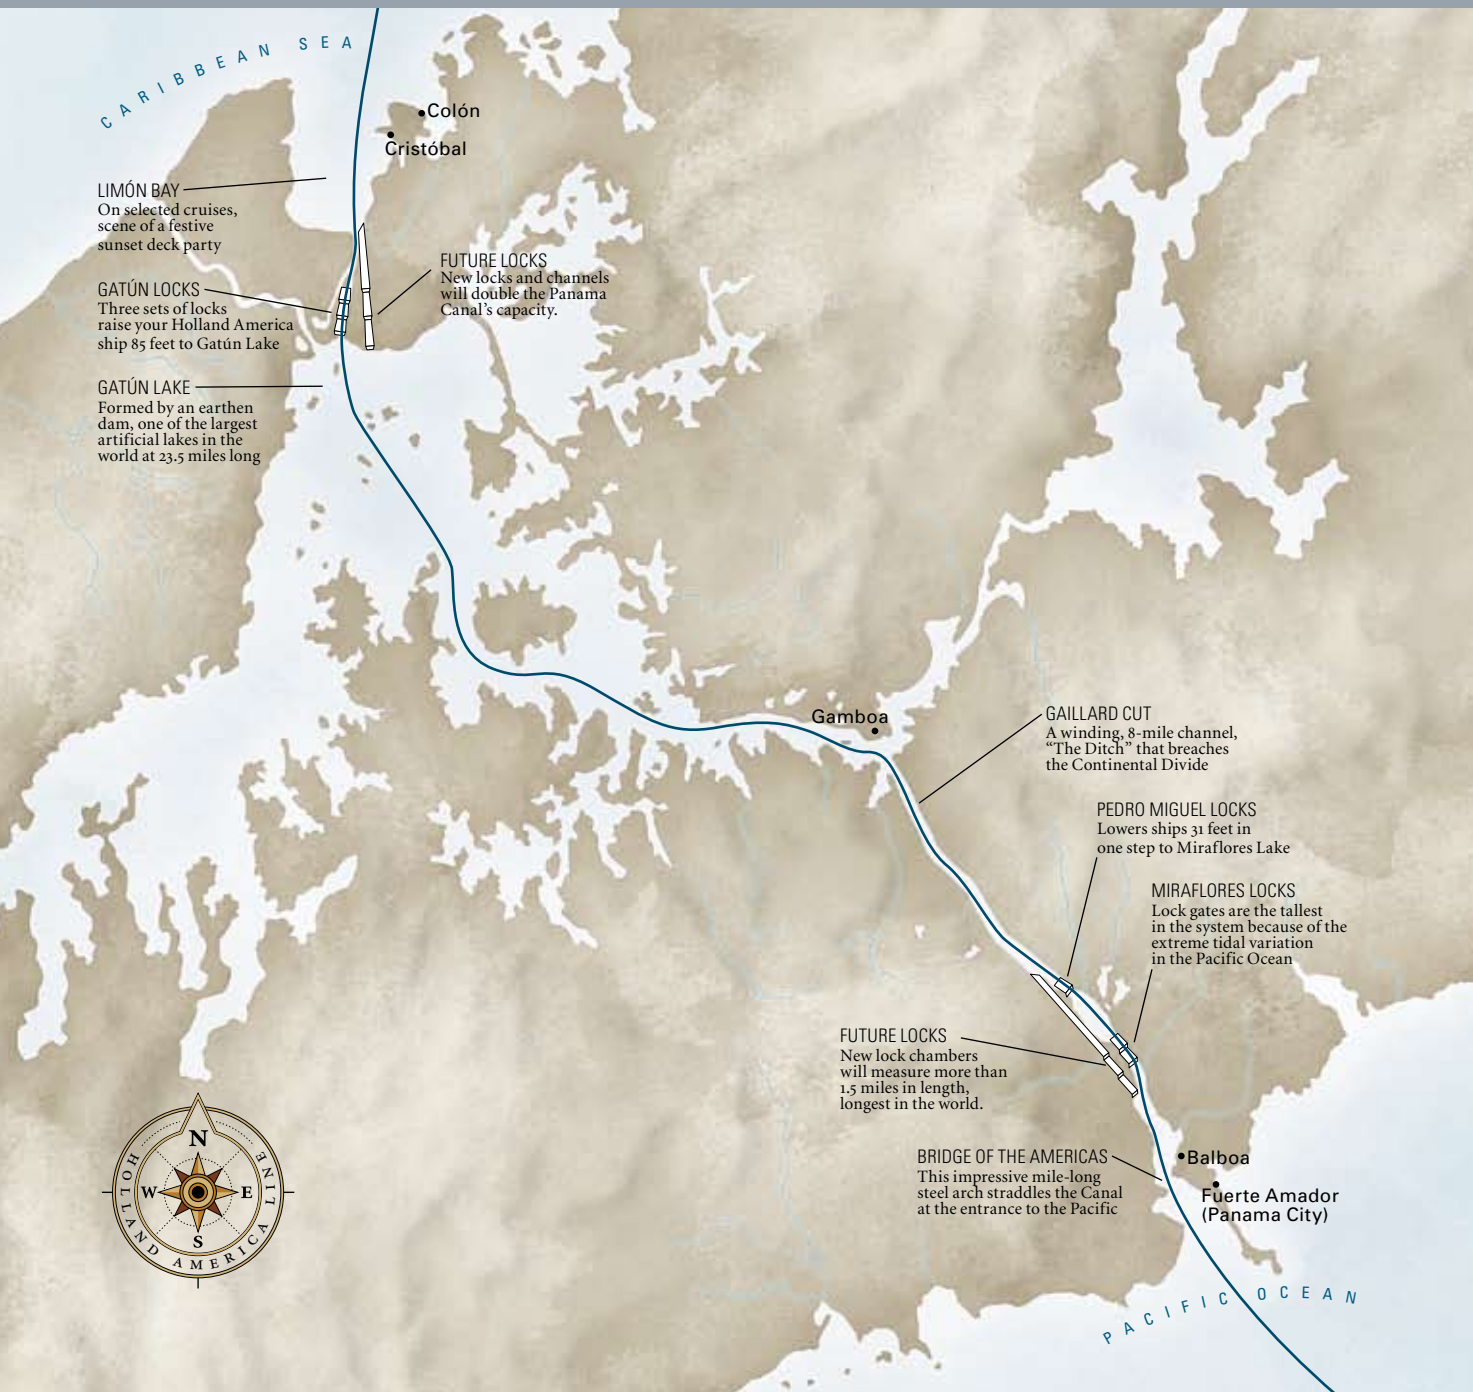 CARIBBEAN SEA
Colón
Cristóbal
LIMÓN BAY
On selected cruises,
scene of a festive
sunset deck party
FUTURE LOCKS
New locks and channels
will double the Panama
Canal’s capacity.
GATÚN LOCKS
Three sets of locks
raise your Holland America
ship 85 feet to Gatún Lake
GATÚN LAKE
Formed by an earthen
dam, one of the largest
artificial lakes in the
world at 23.5 miles long
Gamboa
GAILLARD CUT
A winding, 8-mile channel,
“The Ditch” that breaches
the Continental Divide
PEDRO MIGUEL LOCKS
Lowers ships 31 feet in
one step to Miraflores Lake
MIRAFLORES LOCKS
Lock gates are the tallest
in the system because of the
extreme tidal variation
in the Pacific Ocean
FUTURE LOCKS
New lock chambers
will measure more than
1.5 miles in length,
longest in the world.
BRIDGE OF THE AMERICAS
This impressive mile-long
steel arch straddles the Canal
at the entrance to the Pacific
Balboa
Fuerte Amador
(Panama City)
N
W E
S
HOLLAND AMERICA LINE
PACIFIC OCEAN